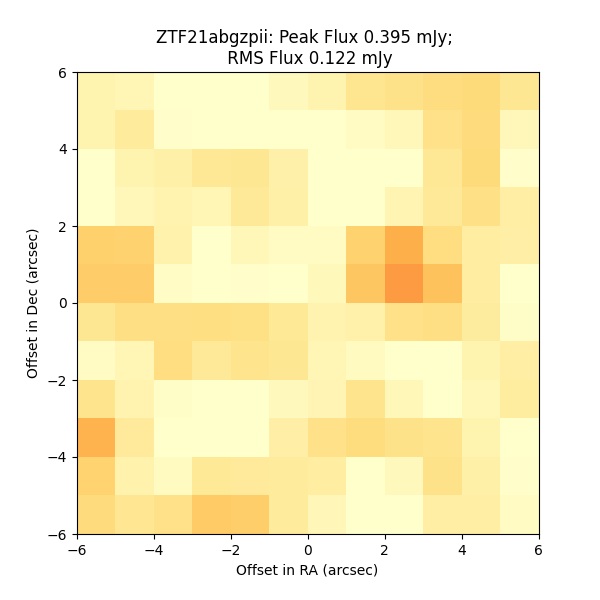 ZTF21abgzpii: Peak Flux 0.395 mJy;
RMS Flux 0.122 mJy
6
4
2
0
−2
−4
−6
Offset in Dec (arcsec)
−6 −4 −2 0 2 4 6
Offset in RA (arcsec)